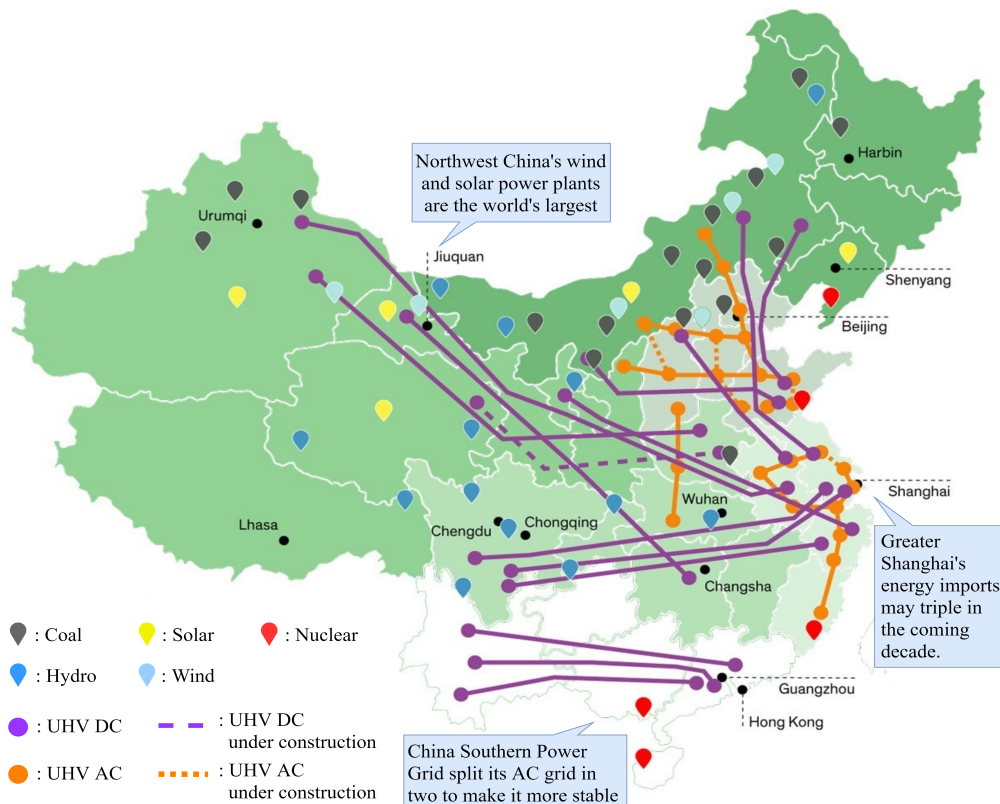 Harbin
Northwest China's wind
and solar power plants
are the world's largest
Urumqi
Jiuquan
Shenyang
Beijing
Shanghai
Wuhan
Lhasa
Chengdu
Chongqing
Greater
Shanghai's
energy imports
may triple in
the coming
decade.
Changsha
: Coal
: Solar
: Nuclear
: Hydro
: Wind
Guangzhou
Hong Kong
: UHV DC
: UHV DC
under construction
: UHV AC
: UHV AC
under construction
China Southern Power
Grid split its AC grid in
two to make it more stable